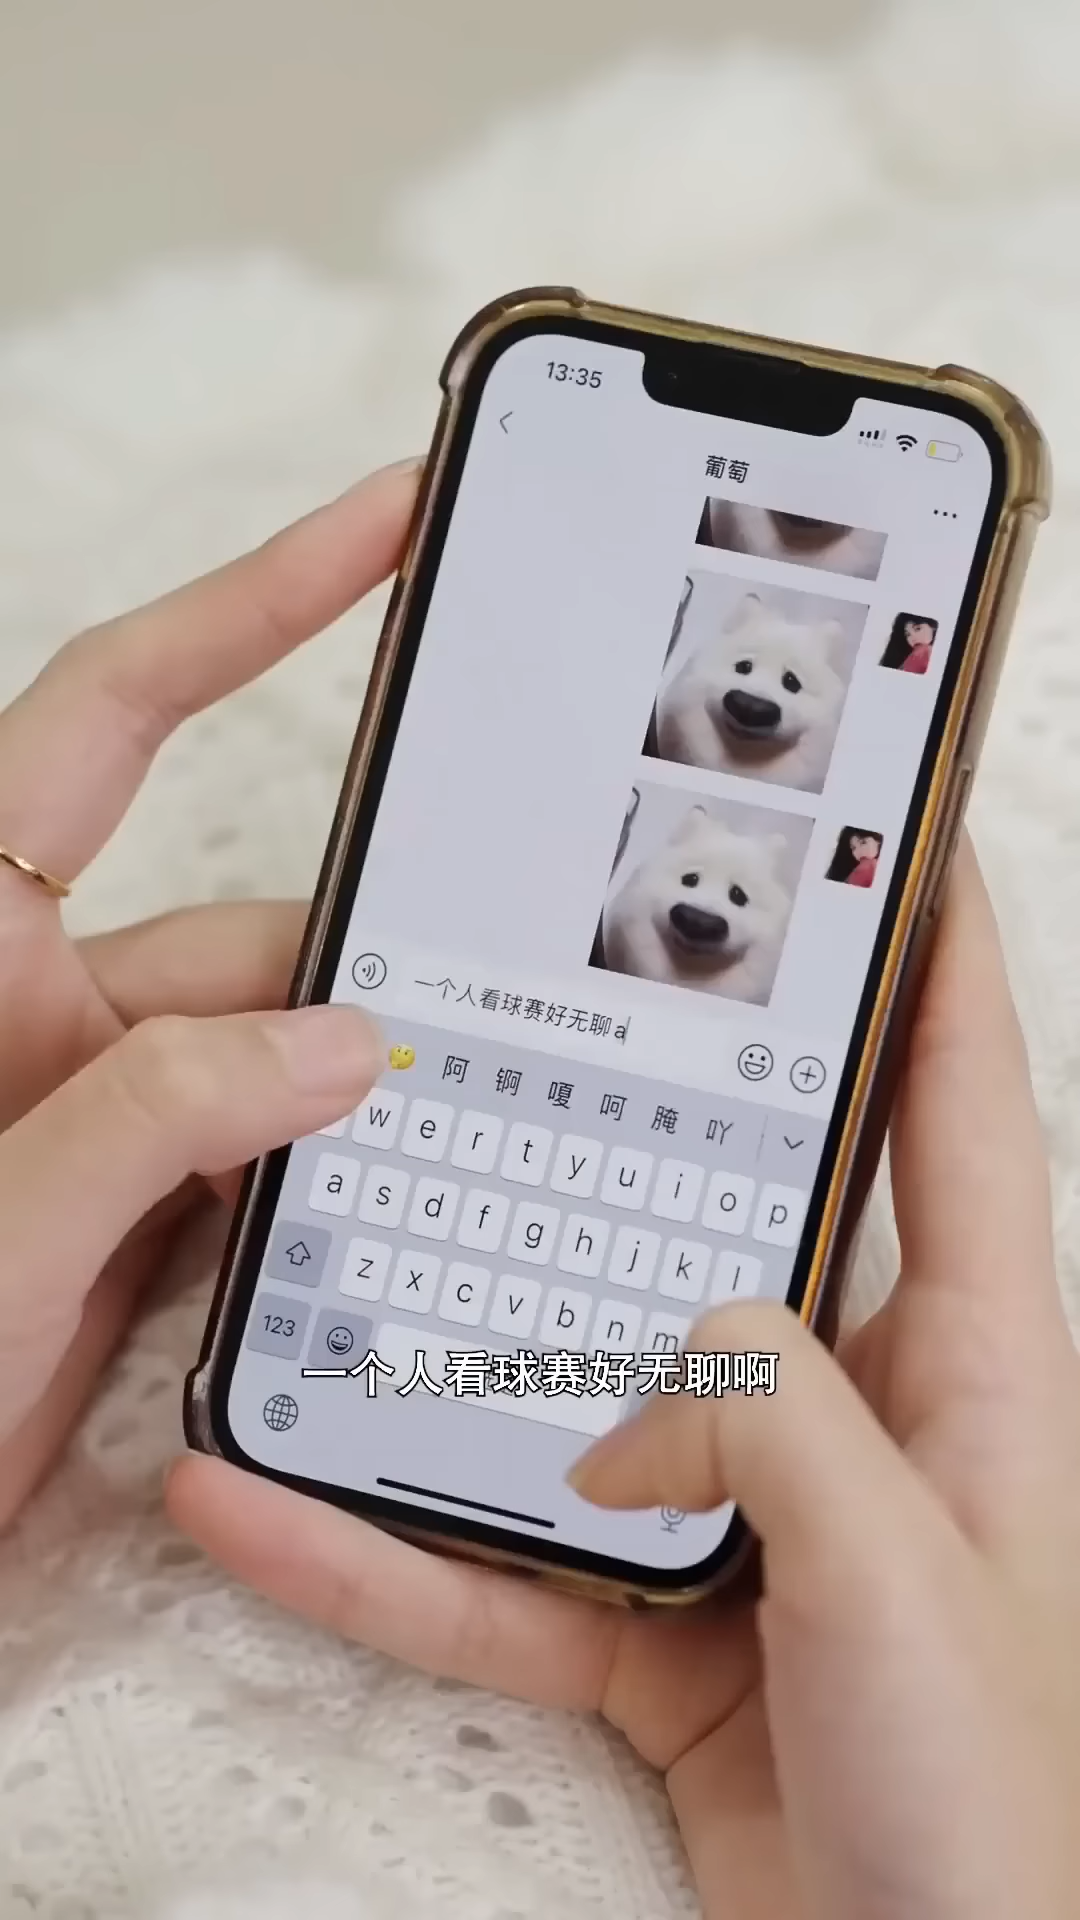 13:35
葡萄
一个人看球赛好无聊a
阿 锕 嗄 呵 腌 吖
w e r t y u i o p
a s d f g h j k l
z x c v b n m
123
一个人看球赛好无聊啊